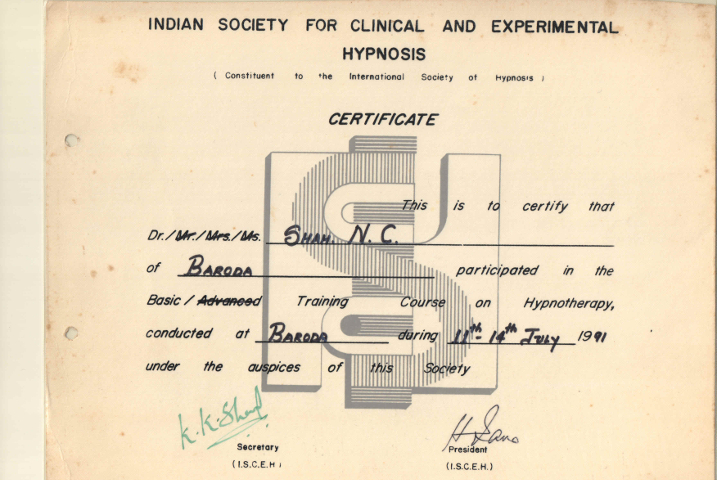 INDIAN SOCIETY FOR CLINICAL AND EXPERIMENTAL
HYPNOSIS
( Constituent to the International Society of Hypnosis )
CERTIFICATE
This is to certify that
Dr./Mr./Mrs./Ms. SHAH. N. C.
of BARODA participated in the
Basic / Advanced Training Course on Hypnotherapy,
conducted at BARODA during 11th - 14th JULY 1991
under the auspices of this Society
K. K. Shah
Secretary President
(I.S.C.E.H.) (I.S.C.E.H.)